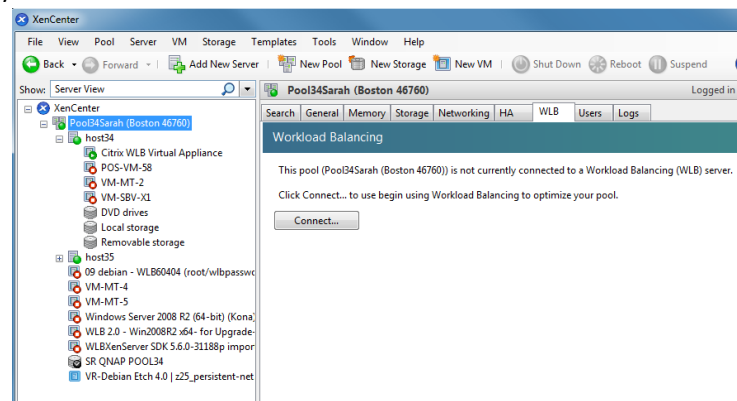 XenCenter
File View Pool Server VM Storage Templates Tools Window Help
Back Forward Add New Server New Pool New Storage New VM Shut Down Reboot Suspend
Show: Server View
Pool34Sarah (Boston 46760) Logged in
Search General Memory Storage Networking HA WLB Users Logs
XenCenter
Pool34Sarah (Boston 46760)
host34
Citrix WLB Virtual Appliance
POS-VM-58
VM-MT-2
VM-SBV-X1
DVD drives
Local storage
Removable storage
host35
09 debian - WLB60404 (root/wlbpasswo
VM-MT-4
VM-MT-5
Windows Server 2008 R2 (64-bit) (Kona
WLB 2.0 - Win2008R2 x64- for Upgrade-
WLBXenServer SDK 5.6.0-31188p impor
SR QNAP POOL34
VR-Debian Etch 4.0 | z25_persistent-net
Workload Balancing
This pool (Pool34Sarah (Boston 46760)) is not currently connected to a Workload Balancing (WLB) server.
Click Connect... to use begin using Workload Balancing to optimize your pool.
Connect...